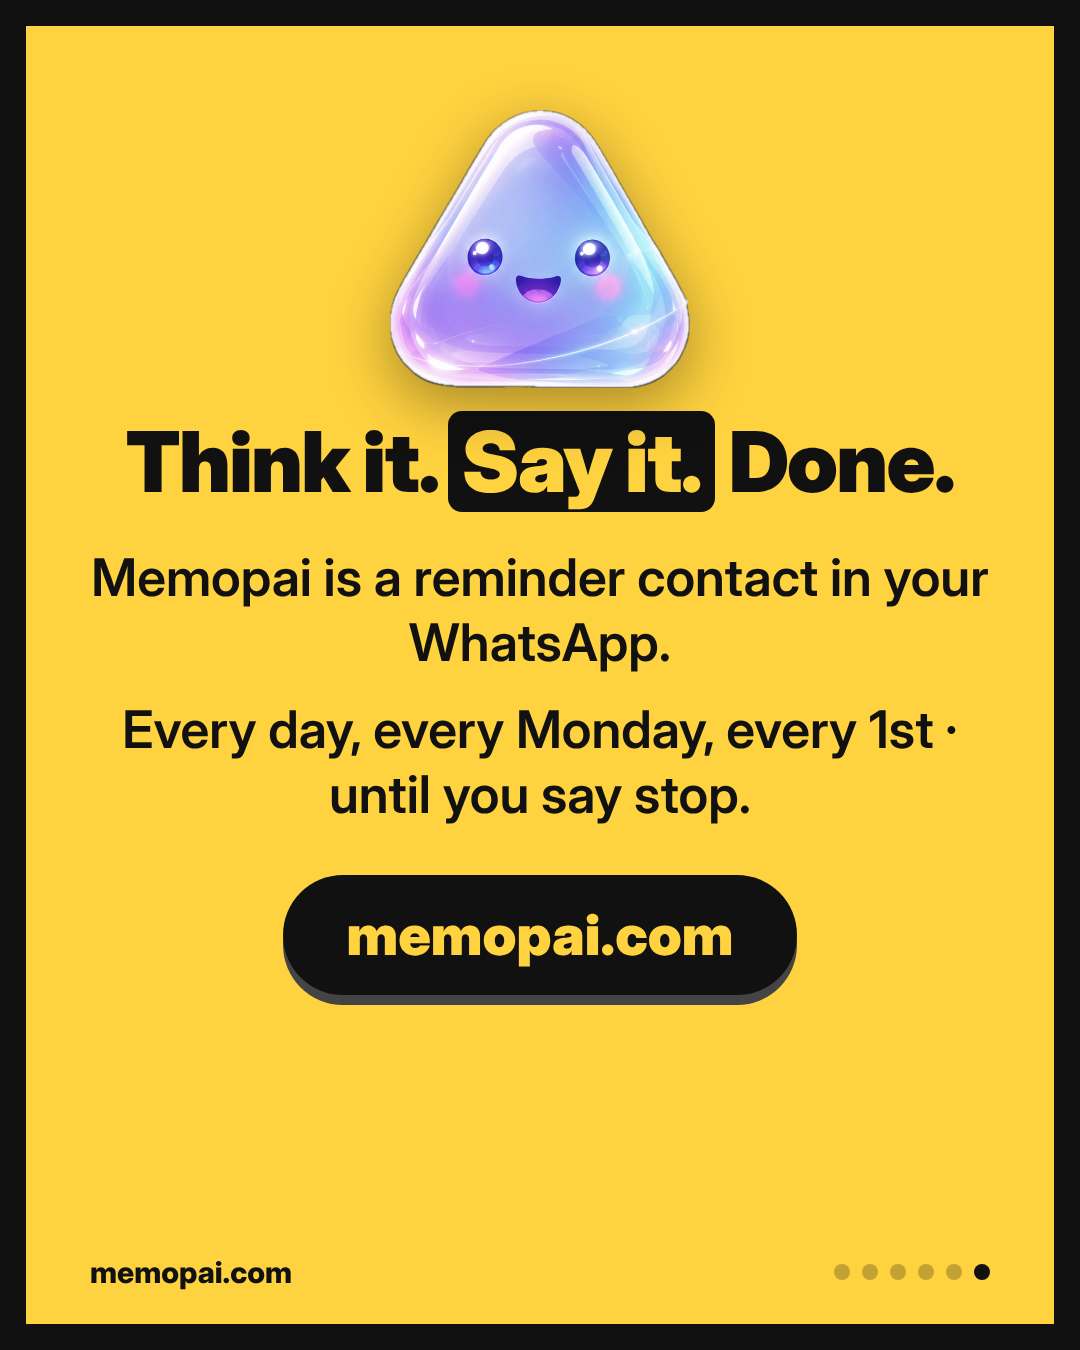 Think it. Say it. Done.
Memopai is a reminder contact in your
WhatsApp.
Every day, every Monday, every 1st ·
until you say stop.
memopai.com
memopai.com